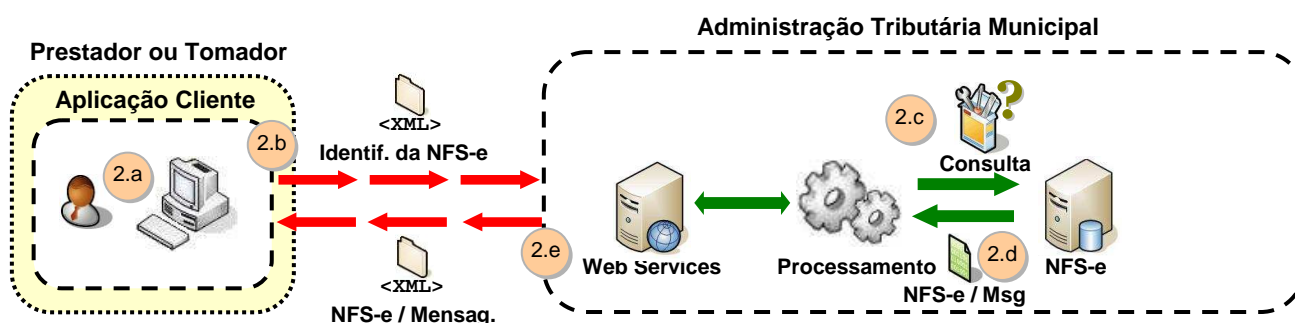 Administração Tributária Municipal
Prestador ou Tomador
Aplicação Cliente
2.a
2.b
<XML>
Identif. da NFS-e
2.c
Consulta
2.e
Web Services
Processamento
2.d
NFS-e
NFS-e / Msg
<XML>
NFS-e / Mensag.